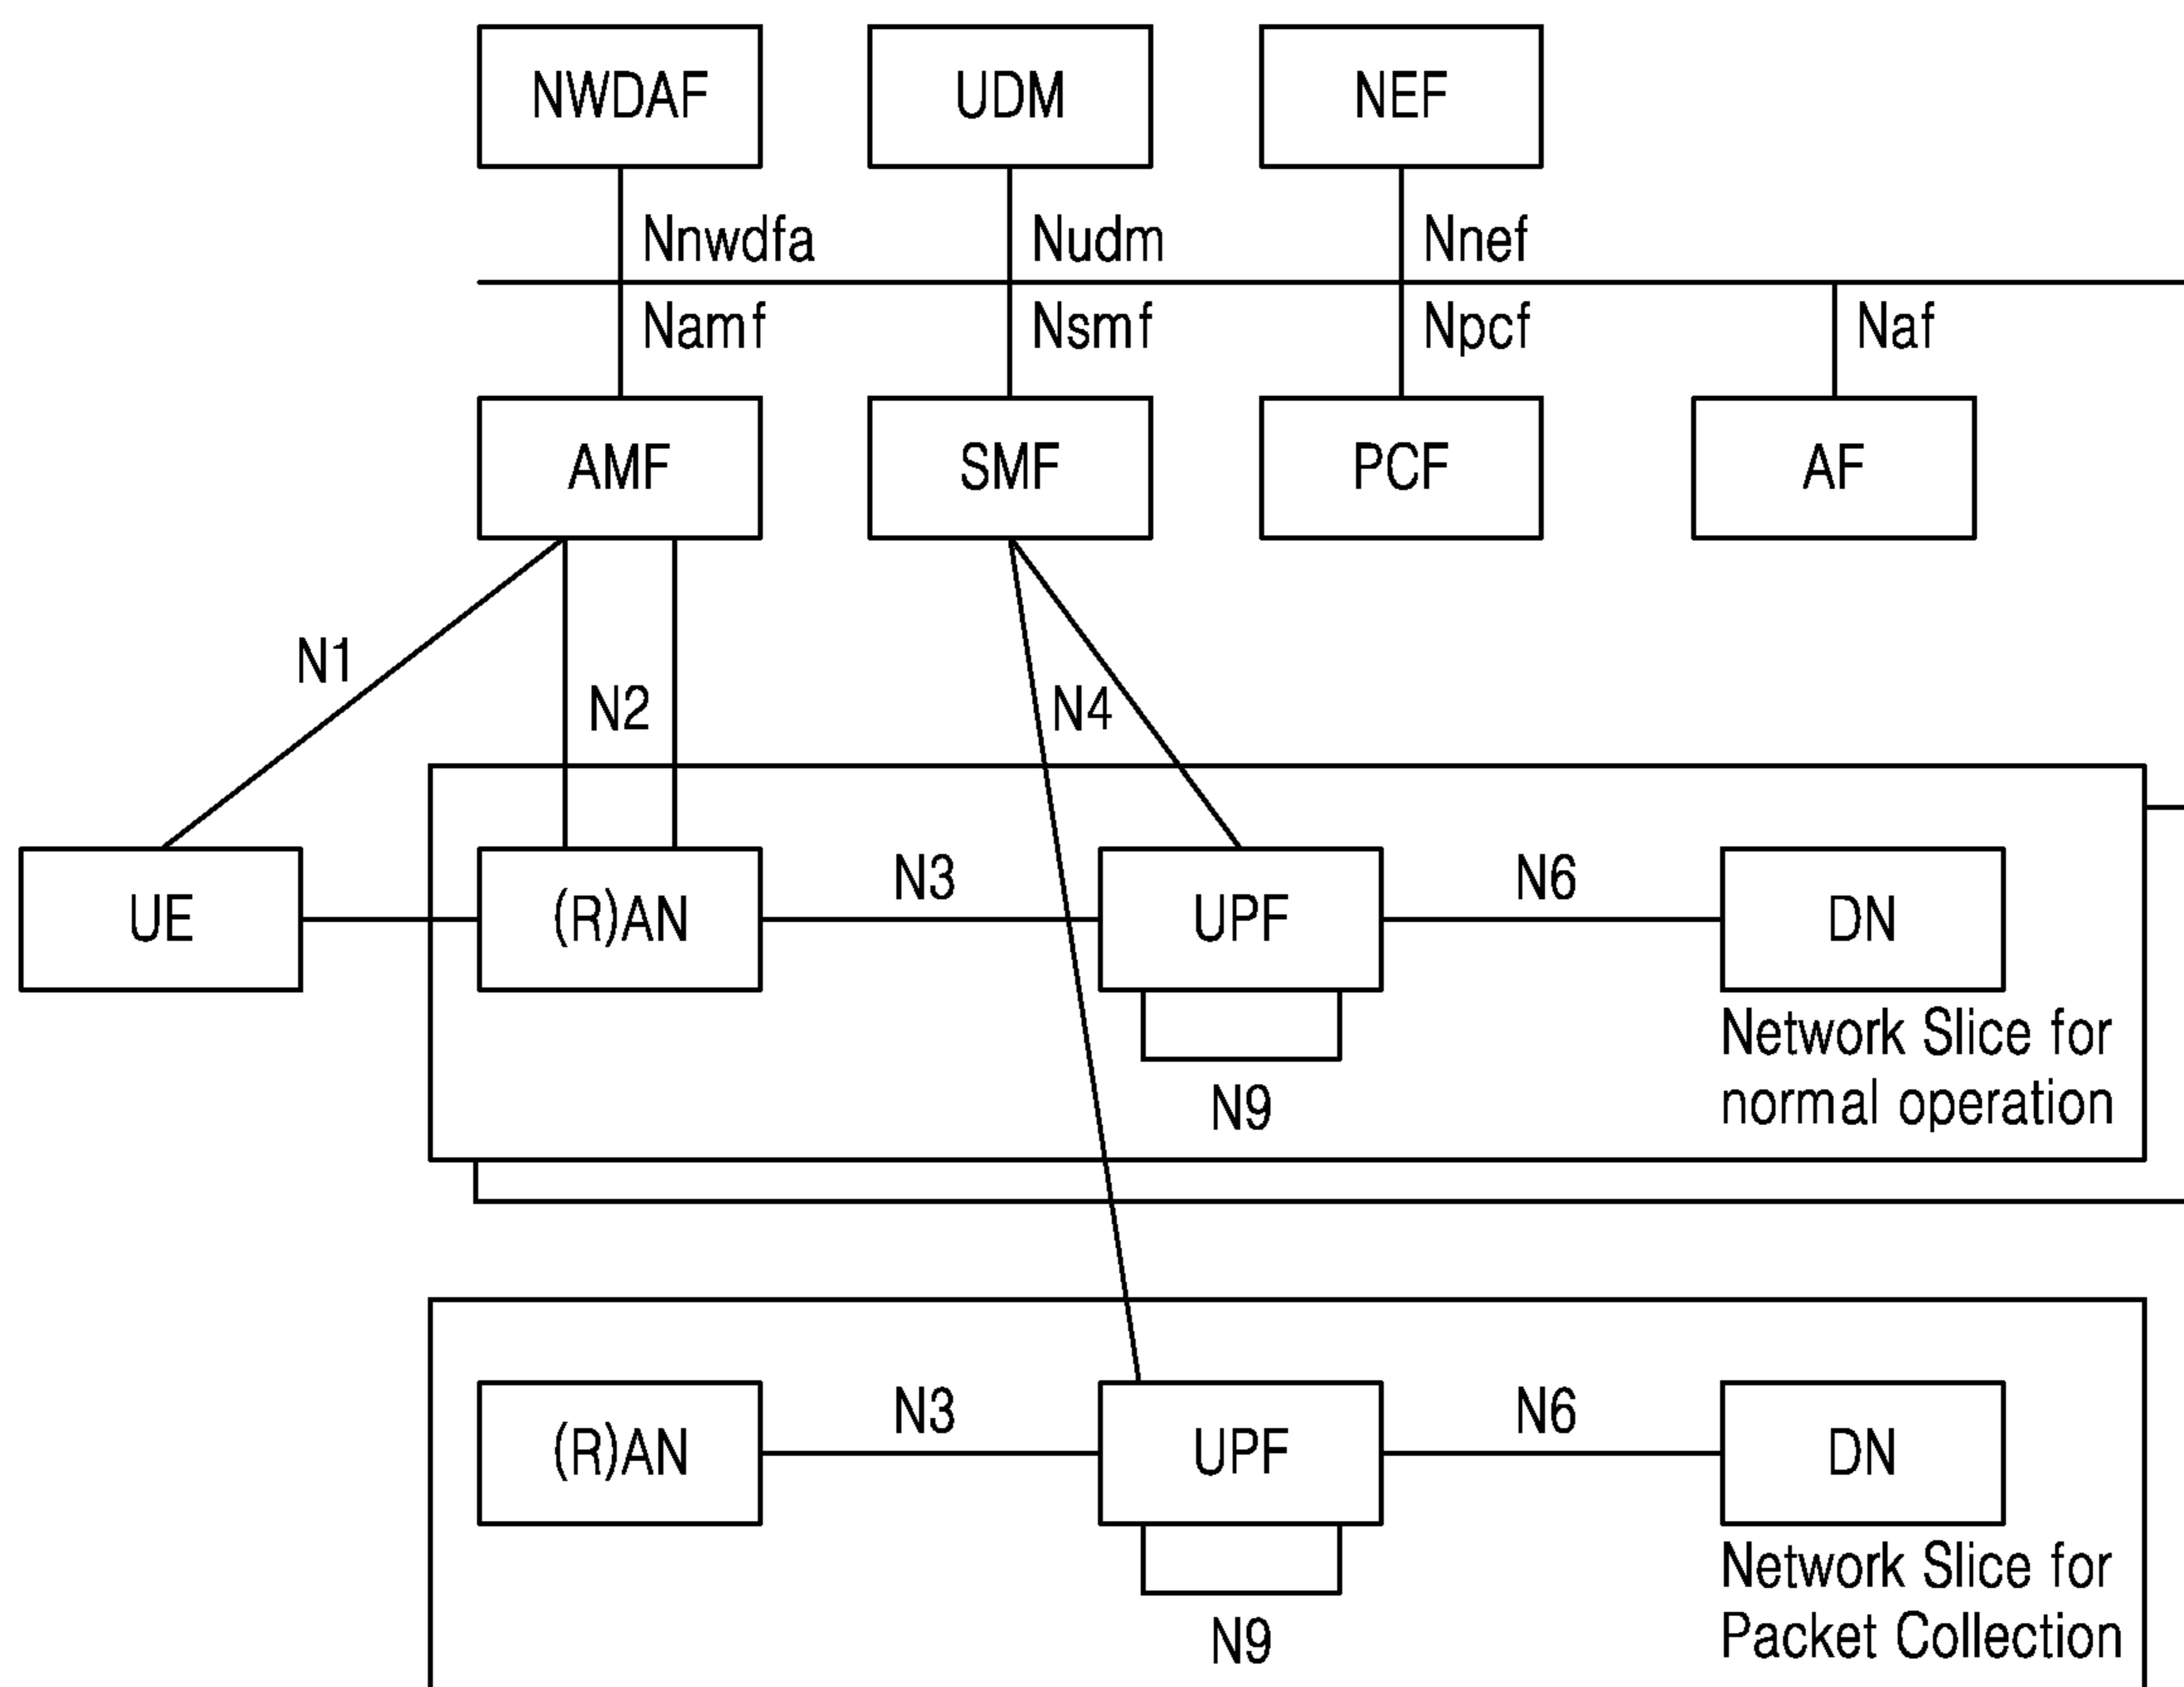 NWDAF
UDM
NEF
Nnwdfa
Nudm
Nnef
Namf
Nsmf
Npcf
Naf
AMF
SMF
PCF
AF
N1
N2
N4
UE
(R)AN
N3
UPF
N6
DN
Network Slice for
normal operation
N9
(R)AN
N3
UPF
N6
DN
Network Slice for
Packet Collection
N9